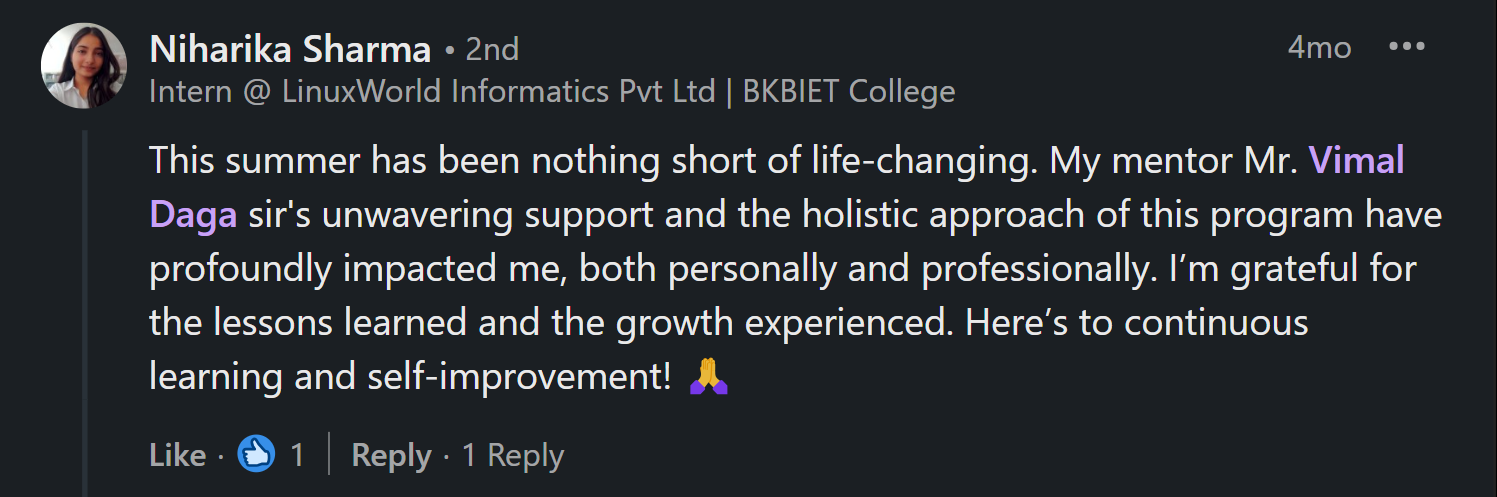 Niharika Sharma • 2nd 4mo •••
Intern @ LinuxWorld Informatics Pvt Ltd | BKBIET College
This summer has been nothing short of life-changing. My mentor Mr. Vimal
Daga sir's unwavering support and the holistic approach of this program have
profoundly impacted me, both personally and professionally. I’m grateful for
the lessons learned and the growth experienced. Here’s to continuous
learning and self-improvement! 🙏
Like · 1 | Reply · 1 Reply